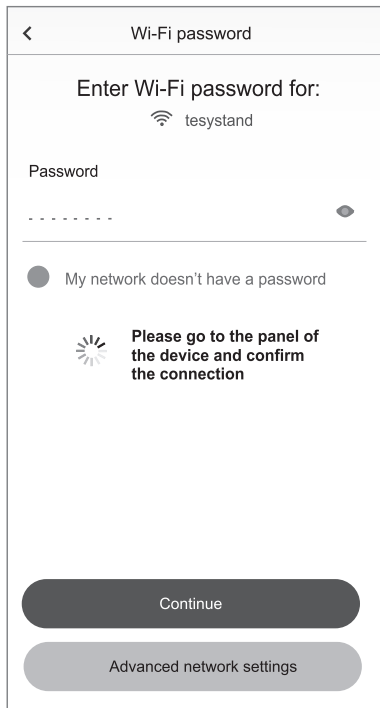 Wi-Fi password
Enter Wi-Fi password for:
tesystand
Password
- - - - - - - -
My network doesn’t have a password
Please go to the panel of
the device and confirm
the connection
Continue
Advanced network settings